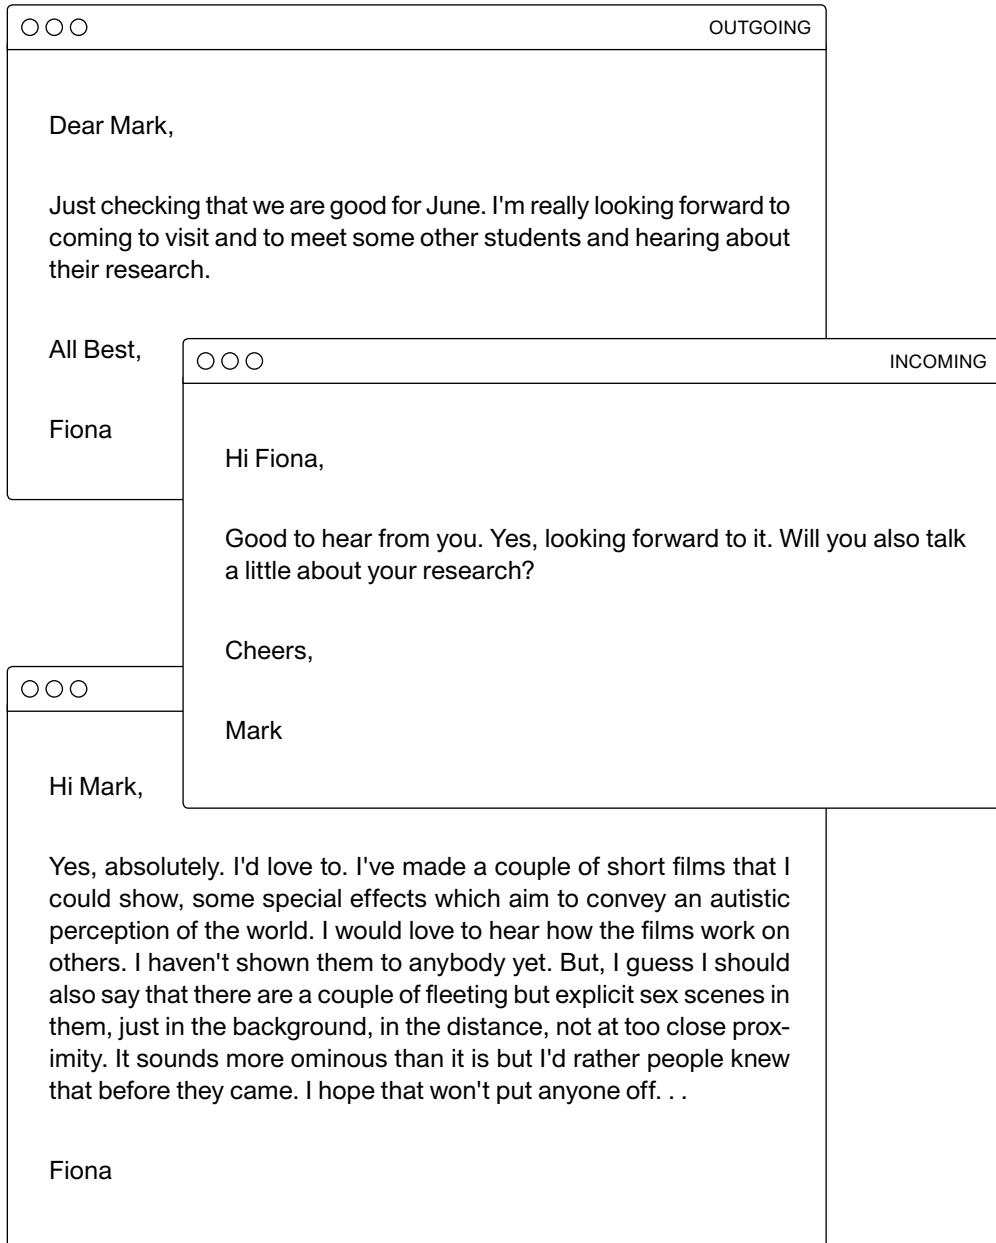 OUTGOING
Dear Mark,
Just checking that we are good for June. I'm really looking forward to
coming to visit and to meet some other students and hearing about
their research.
All Best,
Fiona
INCOMING
Hi Fiona,
Good to hear from you. Yes, looking forward to it. Will you also talk
a little about your research?
Cheers,
Mark
Hi Mark,
Yes, absolutely. I'd love to. I've made a couple of short films that I
could show, some special effects which aim to convey an autistic
perception of the world. I would love to hear how the films work on
others. I haven't shown them to anybody yet. But, I guess I should
also say that there are a couple of fleeting but explicit sex scenes in
them, just in the background, in the distance, not at too close prox-
imity. It sounds more ominous than it is but I'd rather people knew
that before they came. I hope that won't put anyone off. . .
Fiona